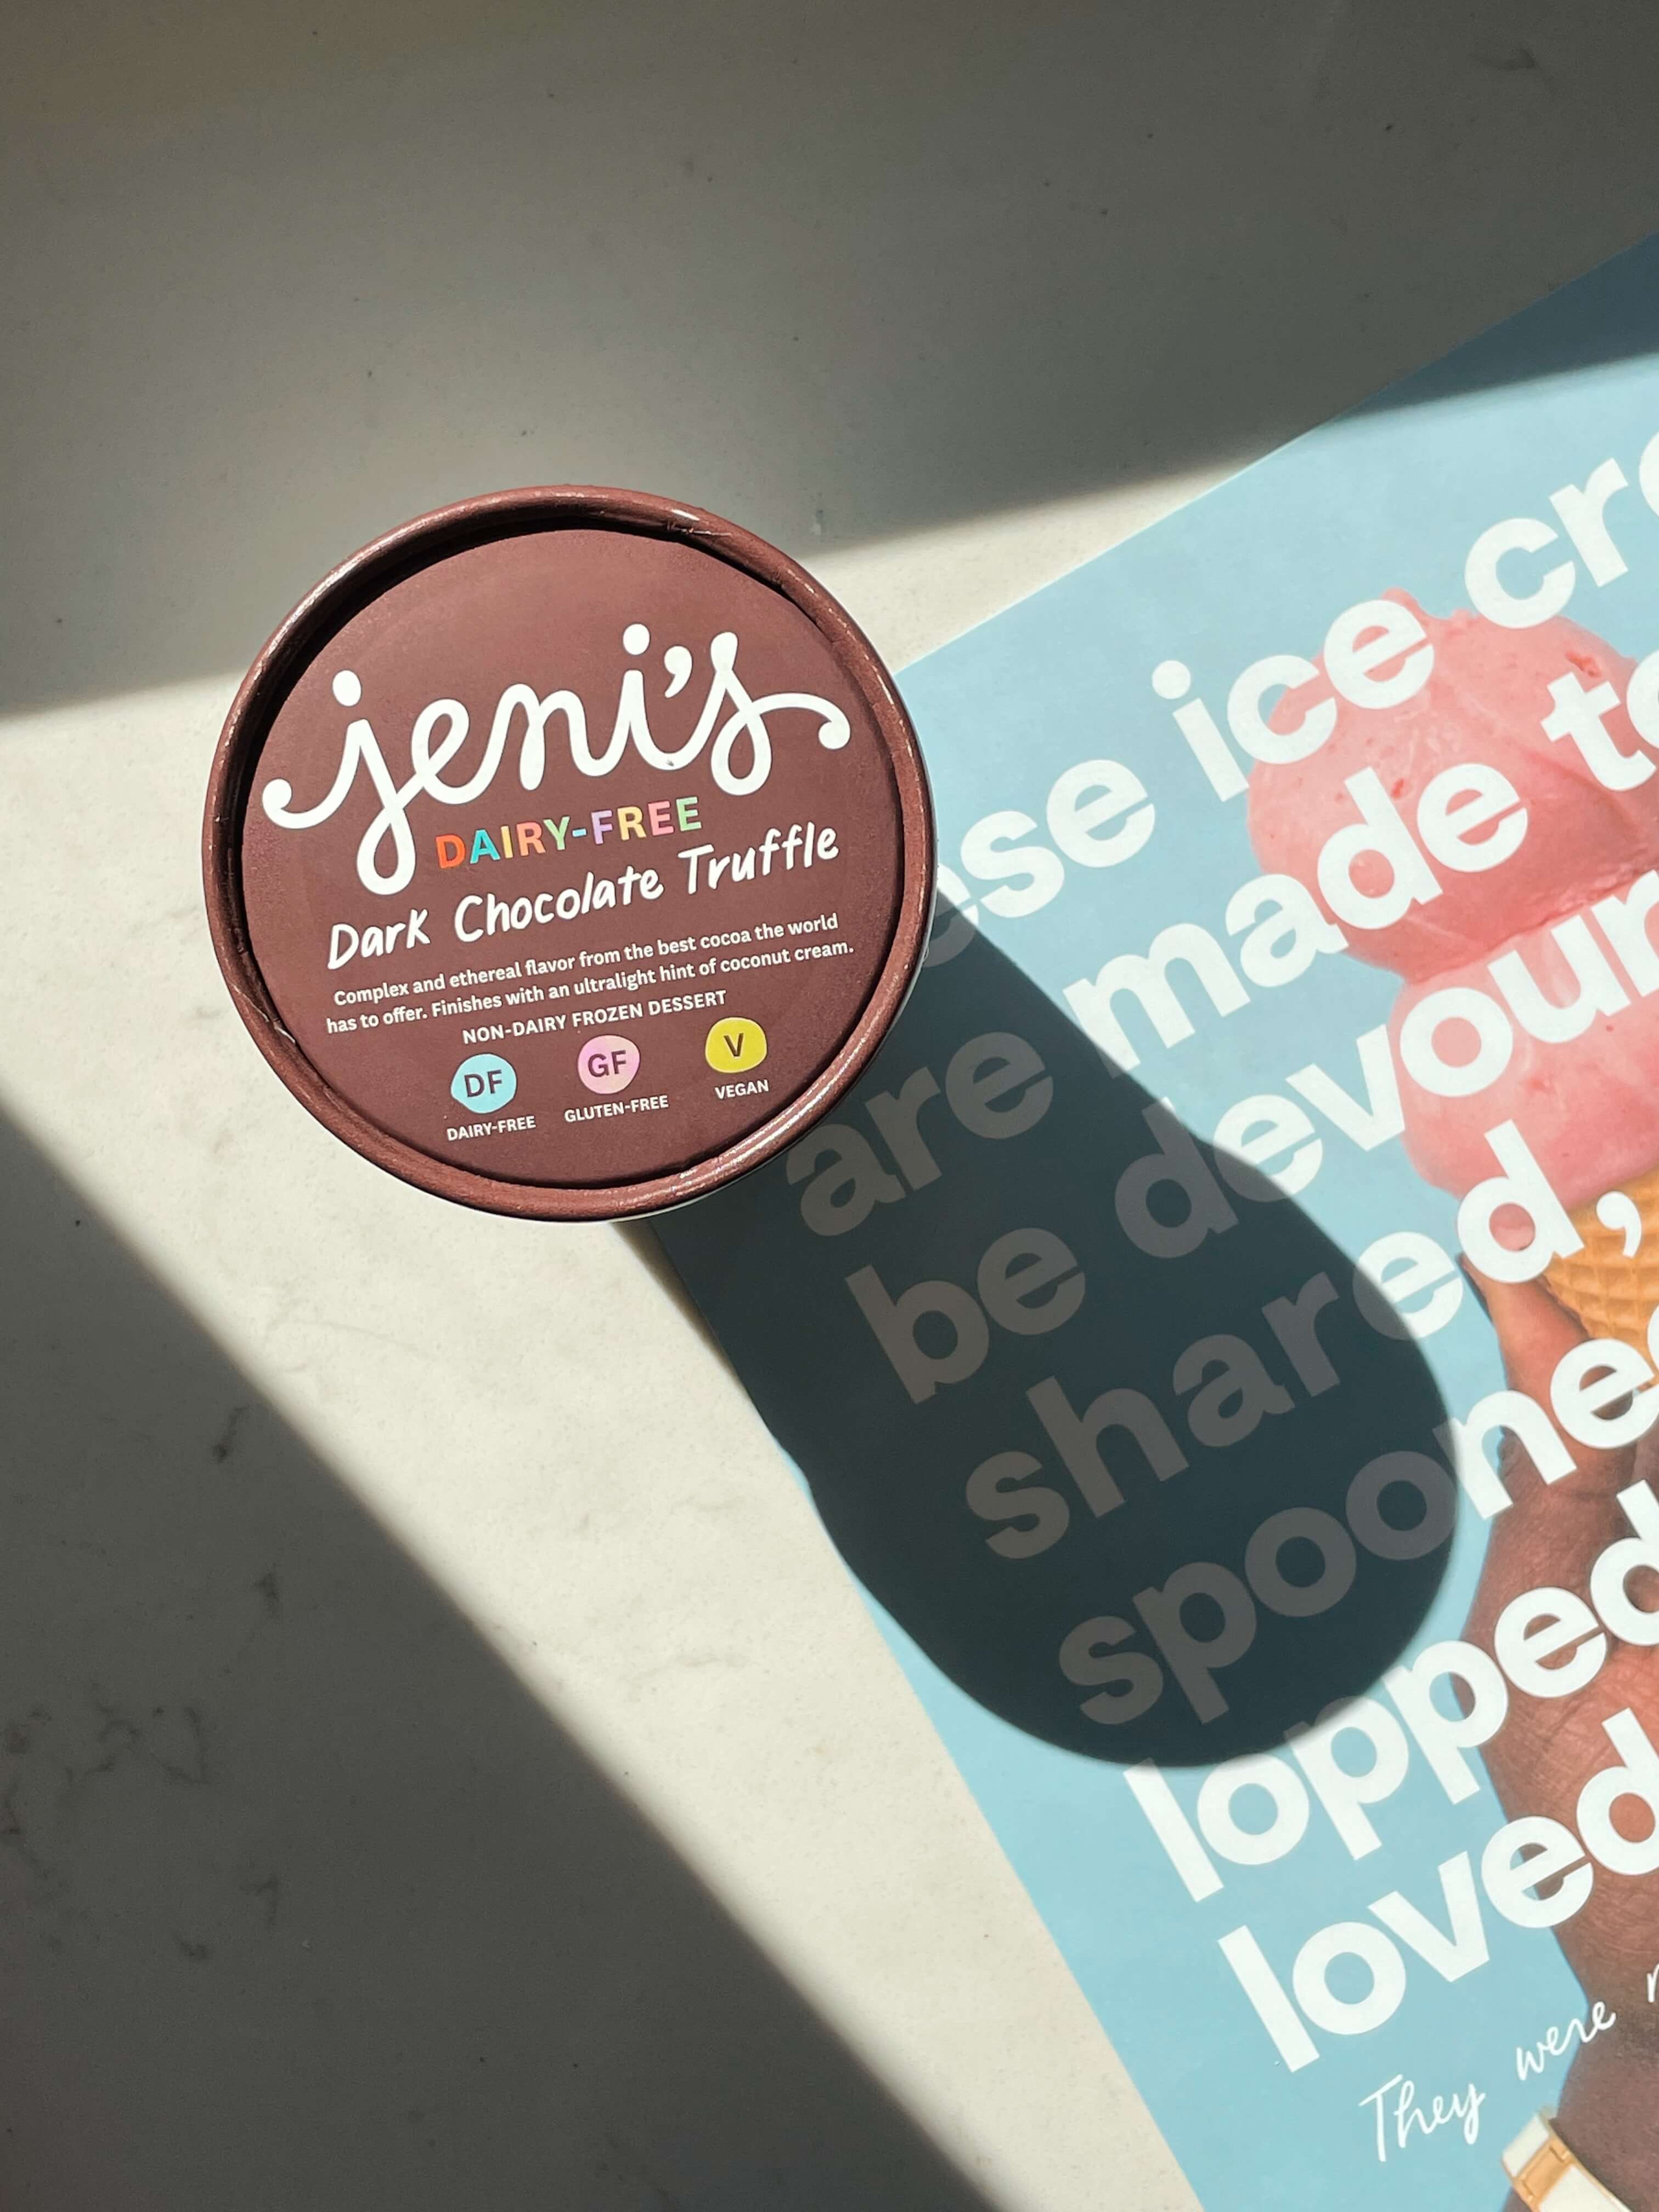 jeni's
DAIRY-FREE
Dark Chocolate Truffle
Complex and ethereal flavor from the best cocoa the world
has to offer. Finishes with an ultralight hint of coconut cream.
NON-DAIRY FROZEN DESSERT
DF
GF
V
DAIRY-FREE
GLUTEN-FREE
VEGAN
ese ice cre
are made to
be devour
shared,
spooned
lopped
loved
They were